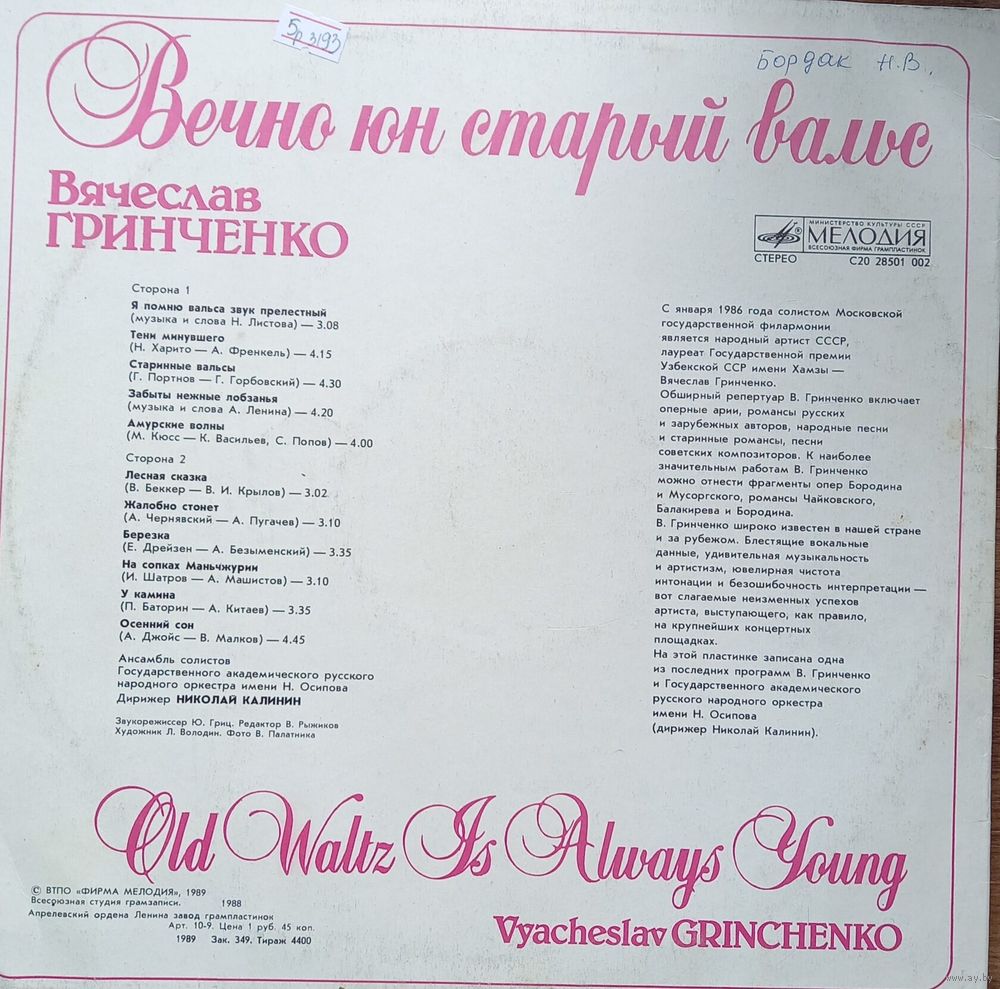 5р 3193
Бордак Н.В.
Вечно юн старый вальс
Вячеслав
ГРИНЧЕНКО
МИНИСТЕРСТВО КУЛЬТУРЫ СССР
МЕЛОДИЯ
ВСЕСОЮЗНАЯ ФИРМА ГРАМПЛАСТИНОК
СТЕРЕО С20 28501 002
Сторона 1
Я помню вальса звук прелестный
(музыка и слова Н. Листова) — 3.08
Тени минувшего
(Н. Харито — А. Френкель) — 4.15
Старинные вальсы
(Г. Портнов — Г. Горбовский) — 4.30
Забыты нежные лобзанья
(музыка и слова А. Ленина) — 4.20
Амурские волны
(М. Кюсс — К. Васильев, С. Попов) — 4.00
Сторона 2
Лесная сказка
(В. Беккер — В. И. Крылов) — 3.02
Жалобно стонет
(А. Чернявский — А. Пугачев) — 3.10
Березка
(Е. Дрейзен — А. Безыменский) — 3.35
На сопках Маньчжурии
(И. Шатров — А. Машистов) — 3.10
У камина
(П. Баторин — А. Китаев) — 3.35
Осенний сон
(А. Джойс — В. Малков) — 4.45
Ансамбль солистов
Государственного академического русского
народного оркестра имени Н. Осипова
Дирижер НИКОЛАЙ КАЛИНИН
Звукорежиссер Ю. Гриц. Редактор В. Рыжиков
Художник Л. Володин. Фото В. Палатника
С января 1986 года солистом Московской
государственной филармонии
является народный артист СССР,
лауреат Государственной премии
Узбекской ССР имени Хамзы —
Вячеслав Гринченко.
Обширный репертуар В. Гринченко включает
оперные арии, романсы русских
и зарубежных авторов, народные песни
и старинные романсы, песни
советских композиторов. К наиболее
значительным работам В. Гринченко
можно отнести фрагменты опер Бородина
и Мусоргского, романсы Чайковского,
Балакирева и Бородина.
В. Гринченко широко известен в нашей стране
и за рубежом. Блестящие вокальные
данные, удивительная музыкальность
и артистизм, ювелирная чистота
интонации и безошибочность интерпретации —
вот слагаемые неизменных успехов
артиста, выступающего, как правило,
на крупнейших концертных
площадках.
На этой пластинке записана одна
из последних программ В. Гринченко
и Государственного академического
русского народного оркестра
имени Н. Осипова
(дирижер Николай Калинин).
Old Waltz Is Always Young
Vyacheslav GRINCHENKO
© ВТПО «ФИРМА МЕЛОДИЯ», 1989
Всесоюзная студия грамзаписи. 1988
Апрелевский ордена Ленина завод грампластинок
Арт. 10-9. Цена 1 руб. 45 коп.
1989 Зак. 349. Тираж 4400
www.ay.by